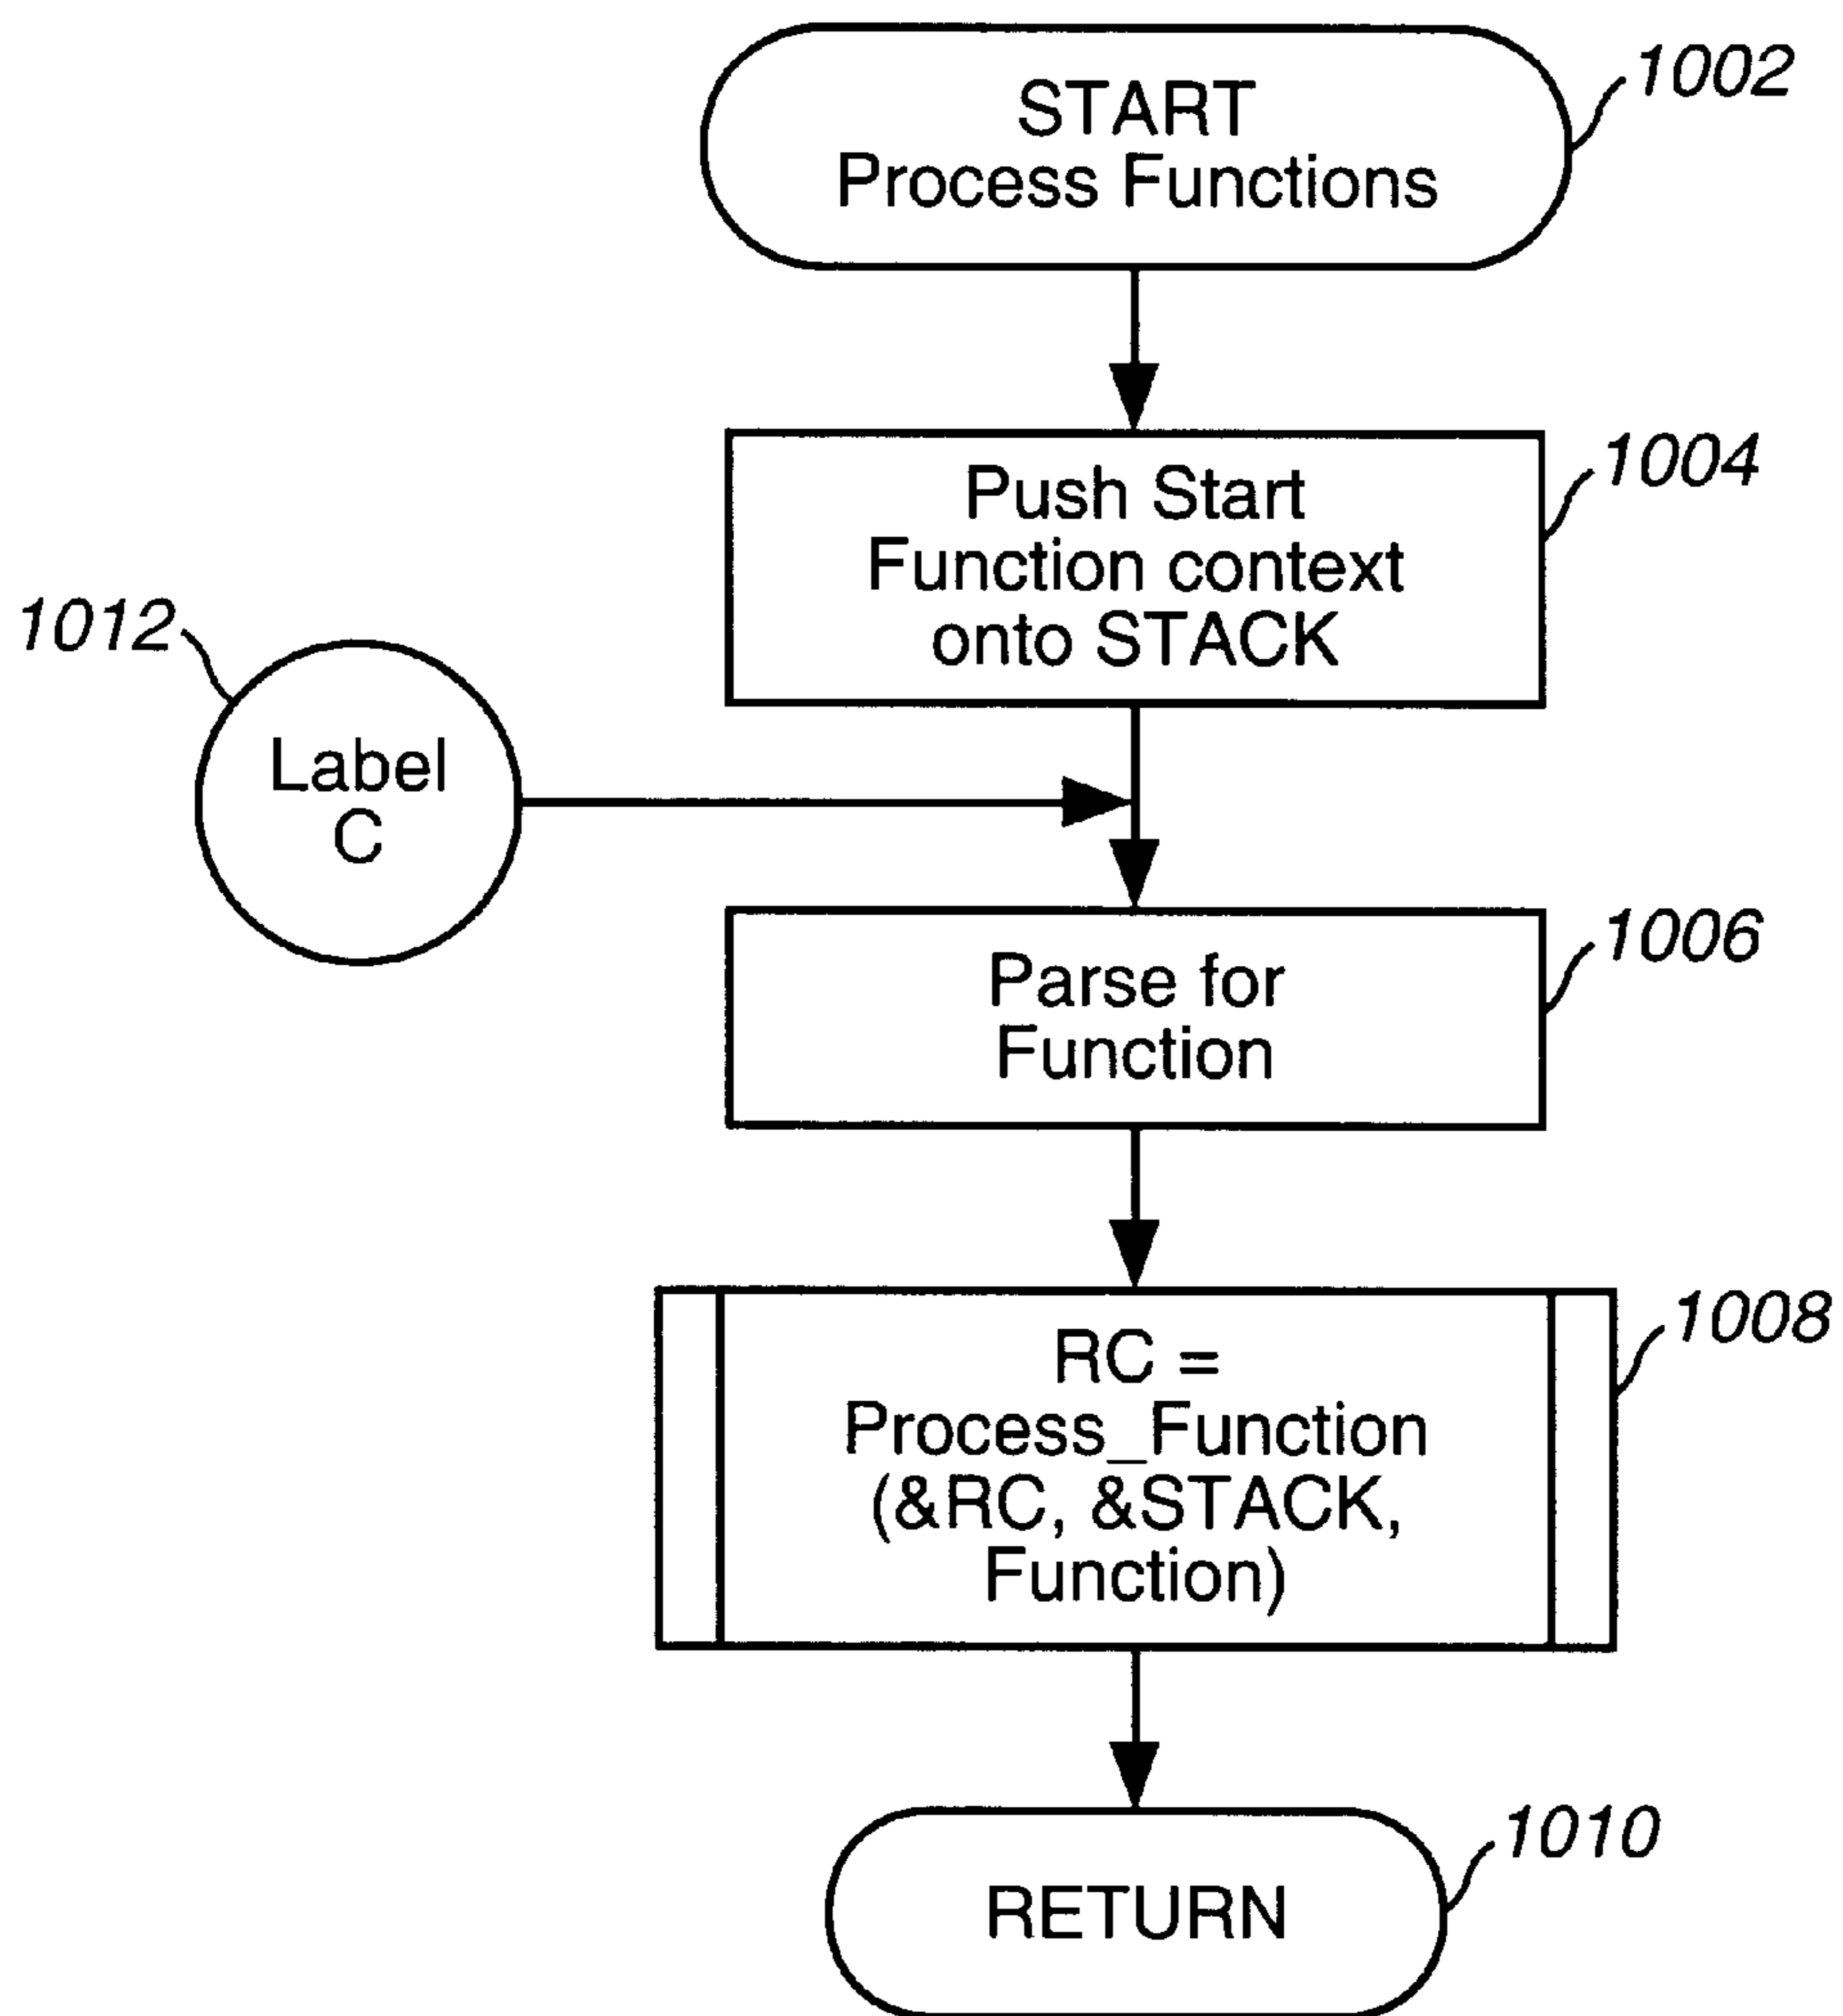 START
Process Functions
1002
Push Start
Function context
onto STACK
1004
1012
Label
C
Parse for
Function
1006
RC =
Process_Function
(&RC, &STACK,
Function)
1008
RETURN
1010